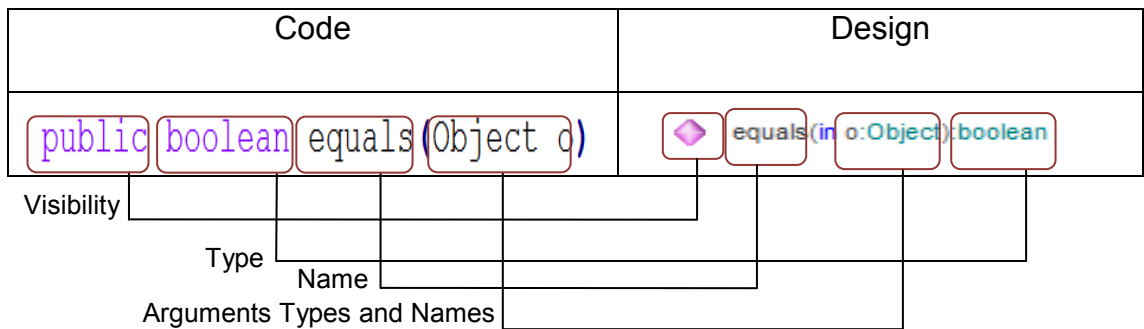 Code
Design
public boolean equals(Object o)
equals(in o:Object):boolean
Visibility
Type
Name
Arguments Types and Names